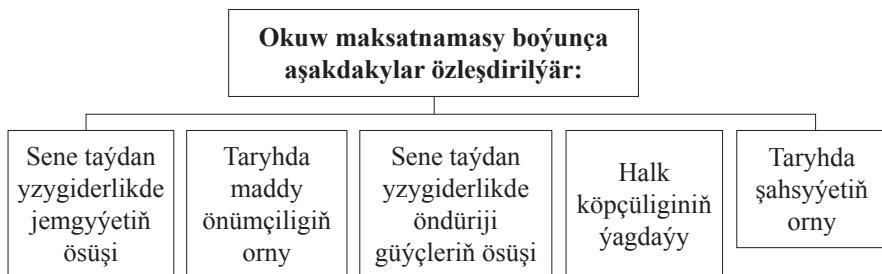 Okuw maksatnamasy boýunça
aşakdakylar özleşdirilýär:
Sene taýdan
yzygiderlikde
jemgyýetiň
ösüşi
Taryhda
maddy
önümçiligiň
orny
Sene taýdan
yzygiderlikde
öndüriji
güýçleriň ösüşi
Halk
köpçüliginiň
ýagdaýy
Taryhda
şahsyýetiň
orny